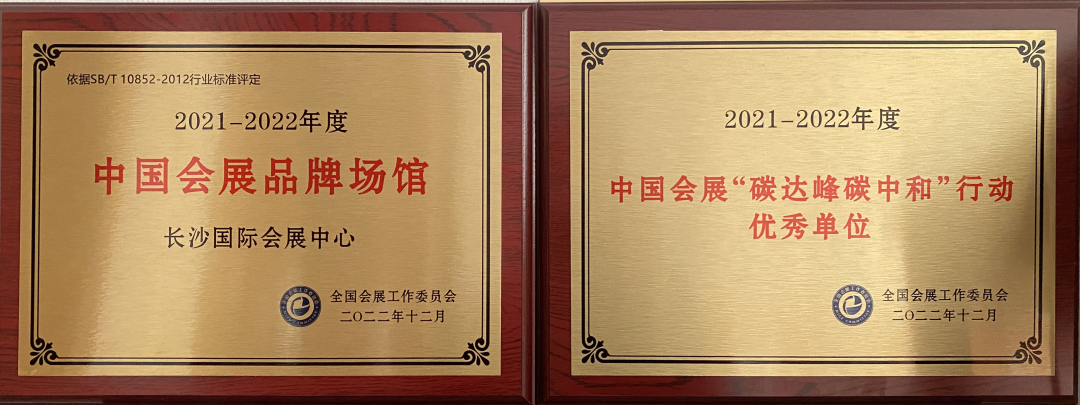 依据SB/T 10852-2012行业标准评定
2021-2022年度
中国会展品牌场馆
长沙国际会展中心
全国会展工作委员会
二〇二二年十二月
2021-2022年度
中国会展“碳达峰碳中和”行动
优秀单位
全国会展工作委员会
二〇二二年十二月